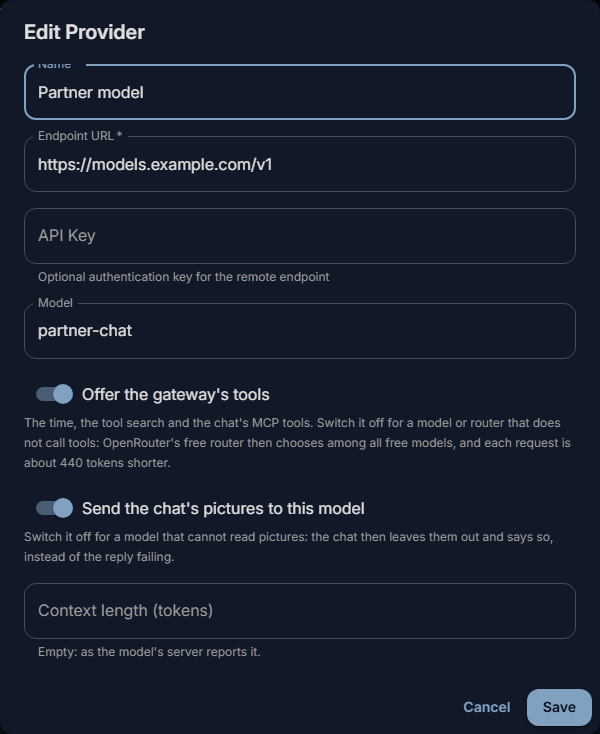 Edit Provider
Name
Partner model
Endpoint URL *
https://models.example.com/v1
API Key
Optional authentication key for the remote endpoint
Model
partner-chat
Offer the gateway's tools
The time, the tool search and the chat's MCP tools. Switch it off for a model or router that does
not call tools: OpenRouter's free router then chooses among all free models, and each request is
about 440 tokens shorter.
Send the chat's pictures to this model
Switch it off for a model that cannot read pictures: the chat then leaves them out and says so,
instead of the reply failing.
Context length (tokens)
Empty: as the model's server reports it.
Cancel
Save